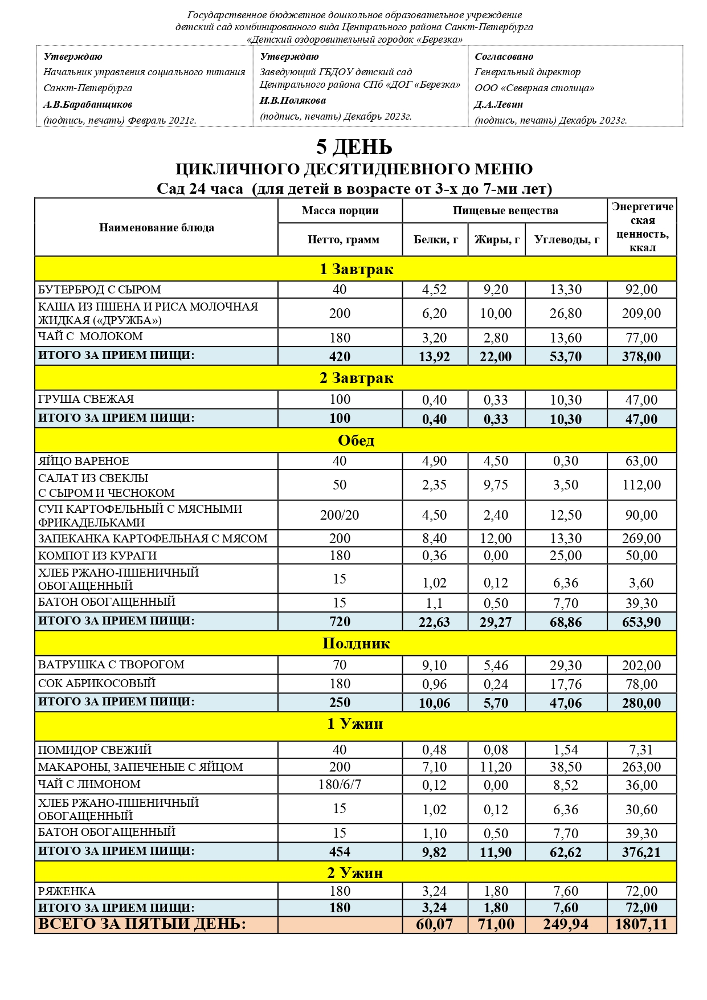 Государственное бюджетное дошкольное образовательное учреждение
детский сад комбинированного вида Центрального района Санкт-Петербурга
«Детский оздоровительный городок «Березка»
Утверждаю
Начальник управления социального питания
Санкт-Петербурга
А.В.Барабанщиков
(подпись, печать) Февраль 2021г.
Утверждаю
Заведующий ГБДОУ детский сад
Центрального района СПб «ДОГ «Березка»
И.В.Полякова
(подпись, печать) Декабрь 2023г.
Согласовано
Генеральный директор
ООО «Северная столица»
Д.А.Левин
(подпись, печать) Декабрь 2023г.
5 ДЕНЬ
ЦИКЛИЧНОГО ДЕСЯТИДНЕВНОГО МЕНЮ
Сад 24 часа (для детей в возрасте от 3-х до 7-ми лет)
Наименование блюда
Масса порции
Нетто, грамм
Пищевые вещества
Белки, г Жиры, г Углеводы, г
Энергетиче
ская
ценность,
ккал
1 Завтрак
БУТЕРБРОД С СЫРОМ 40 4,52 9,20 13,30 92,00
КАША ИЗ ПШЕНА И РИСА МОЛОЧНАЯ
ЖИДКАЯ («ДРУЖБА») 200 6,20 10,00 26,80 209,00
ЧАЙ С МОЛОКОМ 180 3,20 2,80 13,60 77,00
ИТОГО ЗА ПРИЕМ ПИЩИ: 420 13,92 22,00 53,70 378,00
2 Завтрак
ГРУША СВЕЖАЯ 100 0,40 0,33 10,30 47,00
ИТОГО ЗА ПРИЕМ ПИЩИ: 100 0,40 0,33 10,30 47,00
Обед
ЯЙЦО ВАРЕНОЕ 40 4,90 4,50 0,30 63,00
САЛАТ ИЗ СВЕКЛЫ
С СЫРОМ И ЧЕСНОКОМ 50 2,35 9,75 3,50 112,00
СУП КАРТОФЕЛЬНЫЙ С МЯСНЫМИ
ФРИКАДЕЛЬКАМИ 200/20 4,50 2,40 12,50 90,00
ЗАПЕКАНКА КАРТОФЕЛЬНАЯ С МЯСОМ 200 8,40 12,00 13,30 269,00
КОМПОТ ИЗ КУРАГИ 180 0,36 0,00 25,00 50,00
ХЛЕБ РЖАНО-ПШЕНИЧНЫЙ
ОБОГАЩЕННЫЙ 15 1,02 0,12 6,36 3,60
БАТОН ОБОГАЩЕННЫЙ 15 1,1 0,50 7,70 39,30
ИТОГО ЗА ПРИЕМ ПИЩИ: 720 22,63 29,27 68,86 653,90
Полдник
ВАТРУШКА С ТВОРОГОМ 70 9,10 5,46 29,30 202,00
СОК АБРИКОСОВЫЙ 180 0,96 0,24 17,76 78,00
ИТОГО ЗА ПРИЕМ ПИЩИ: 250 10,06 5,70 47,06 280,00
1 Ужин
ПОМИДОР СВЕЖИЙ 40 0,48 0,08 1,54 7,31
МАКАРОНЫ, ЗАПЕЧЕНЫЕ С ЯЙЦОМ 200 7,10 11,20 38,50 263,00
ЧАЙ С ЛИМОНОМ 180/6/7 0,12 0,00 8,52 36,00
ХЛЕБ РЖАНО-ПШЕНИЧНЫЙ
ОБОГАЩЕННЫЙ 15 1,02 0,12 6,36 30,60
БАТОН ОБОГАЩЕННЫЙ 15 1,10 0,50 7,70 39,30
ИТОГО ЗА ПРИЕМ ПИЩИ: 454 9,82 11,90 62,62 376,21
2 Ужин
РЯЖЕНКА 180 3,24 1,80 7,60 72,00
ИТОГО ЗА ПРИЕМ ПИЩИ: 180 3,24 1,80 7,60 72,00
ВСЕГО ЗА ПЯТЫЙ ДЕНЬ: 60,07 71,00 249,94 1807,11